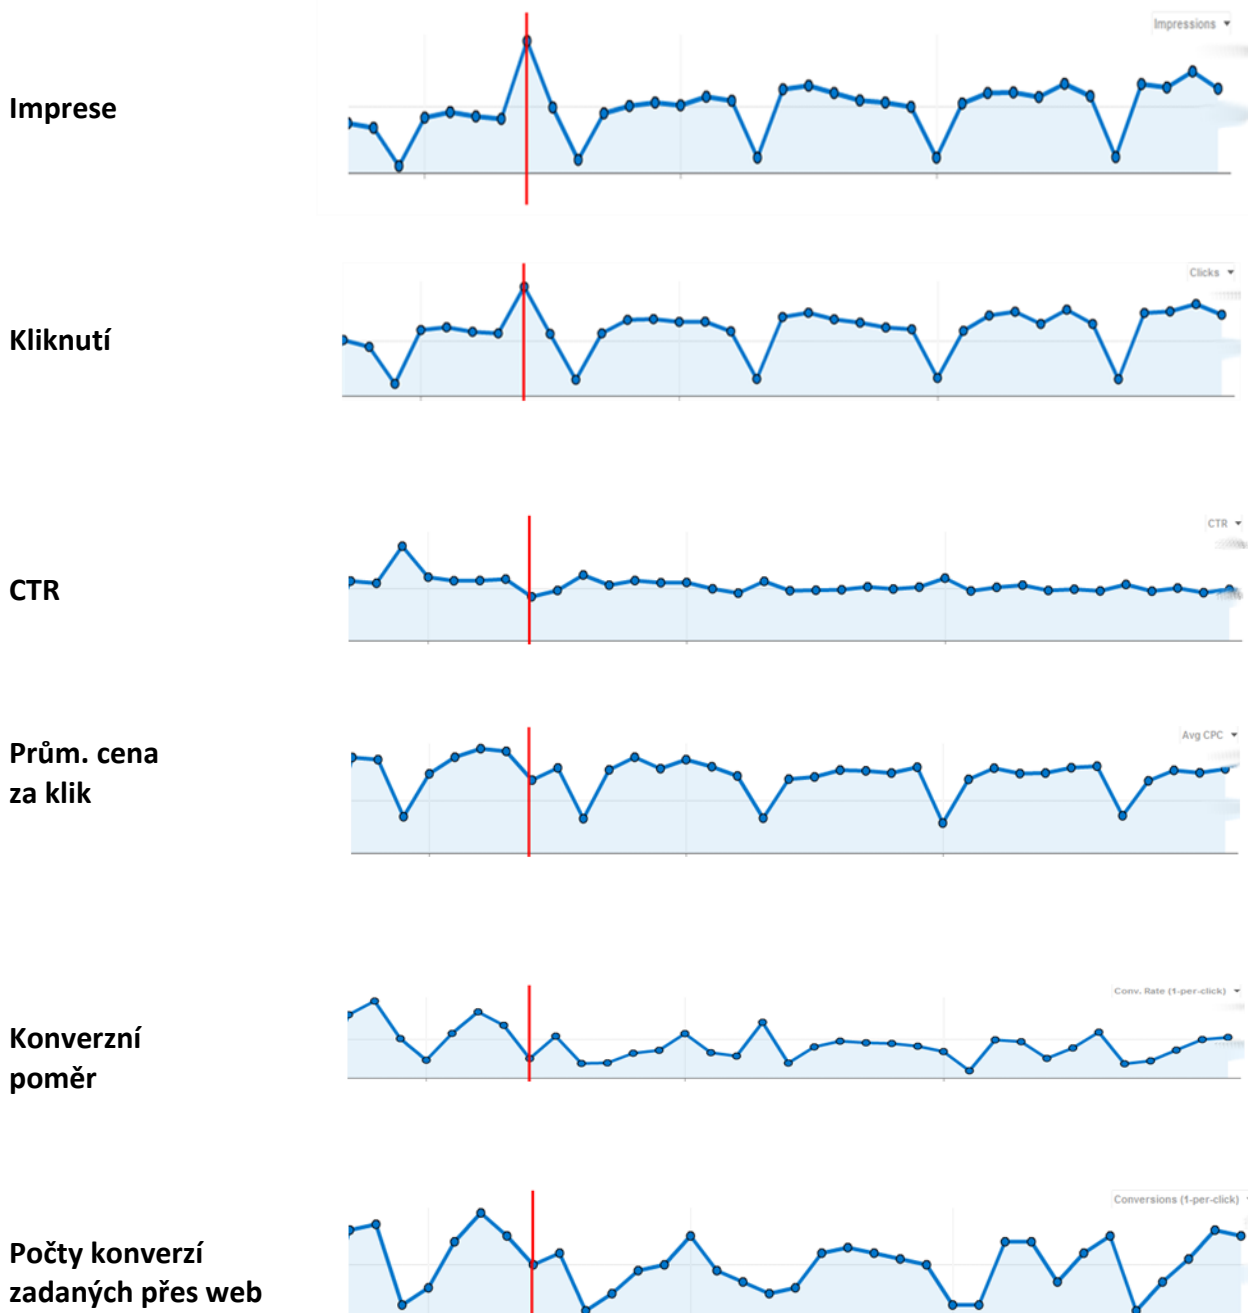 Impressions
Imprese
Clicks
Kliknutí
CTR
CTR
Avg CPC
Prům. cena
za klik
Conv. Rate (1-per-click)
Konverzní
poměr
Conversions (1-per-click)
Počty konverzí
zadaných přes web